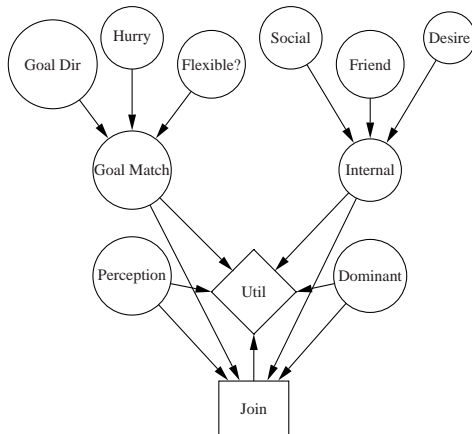 Goal Dir
Hurry
Flexible?
Social
Friend
Desire
Goal Match
Internal
Perception
Util
Dominant
Join